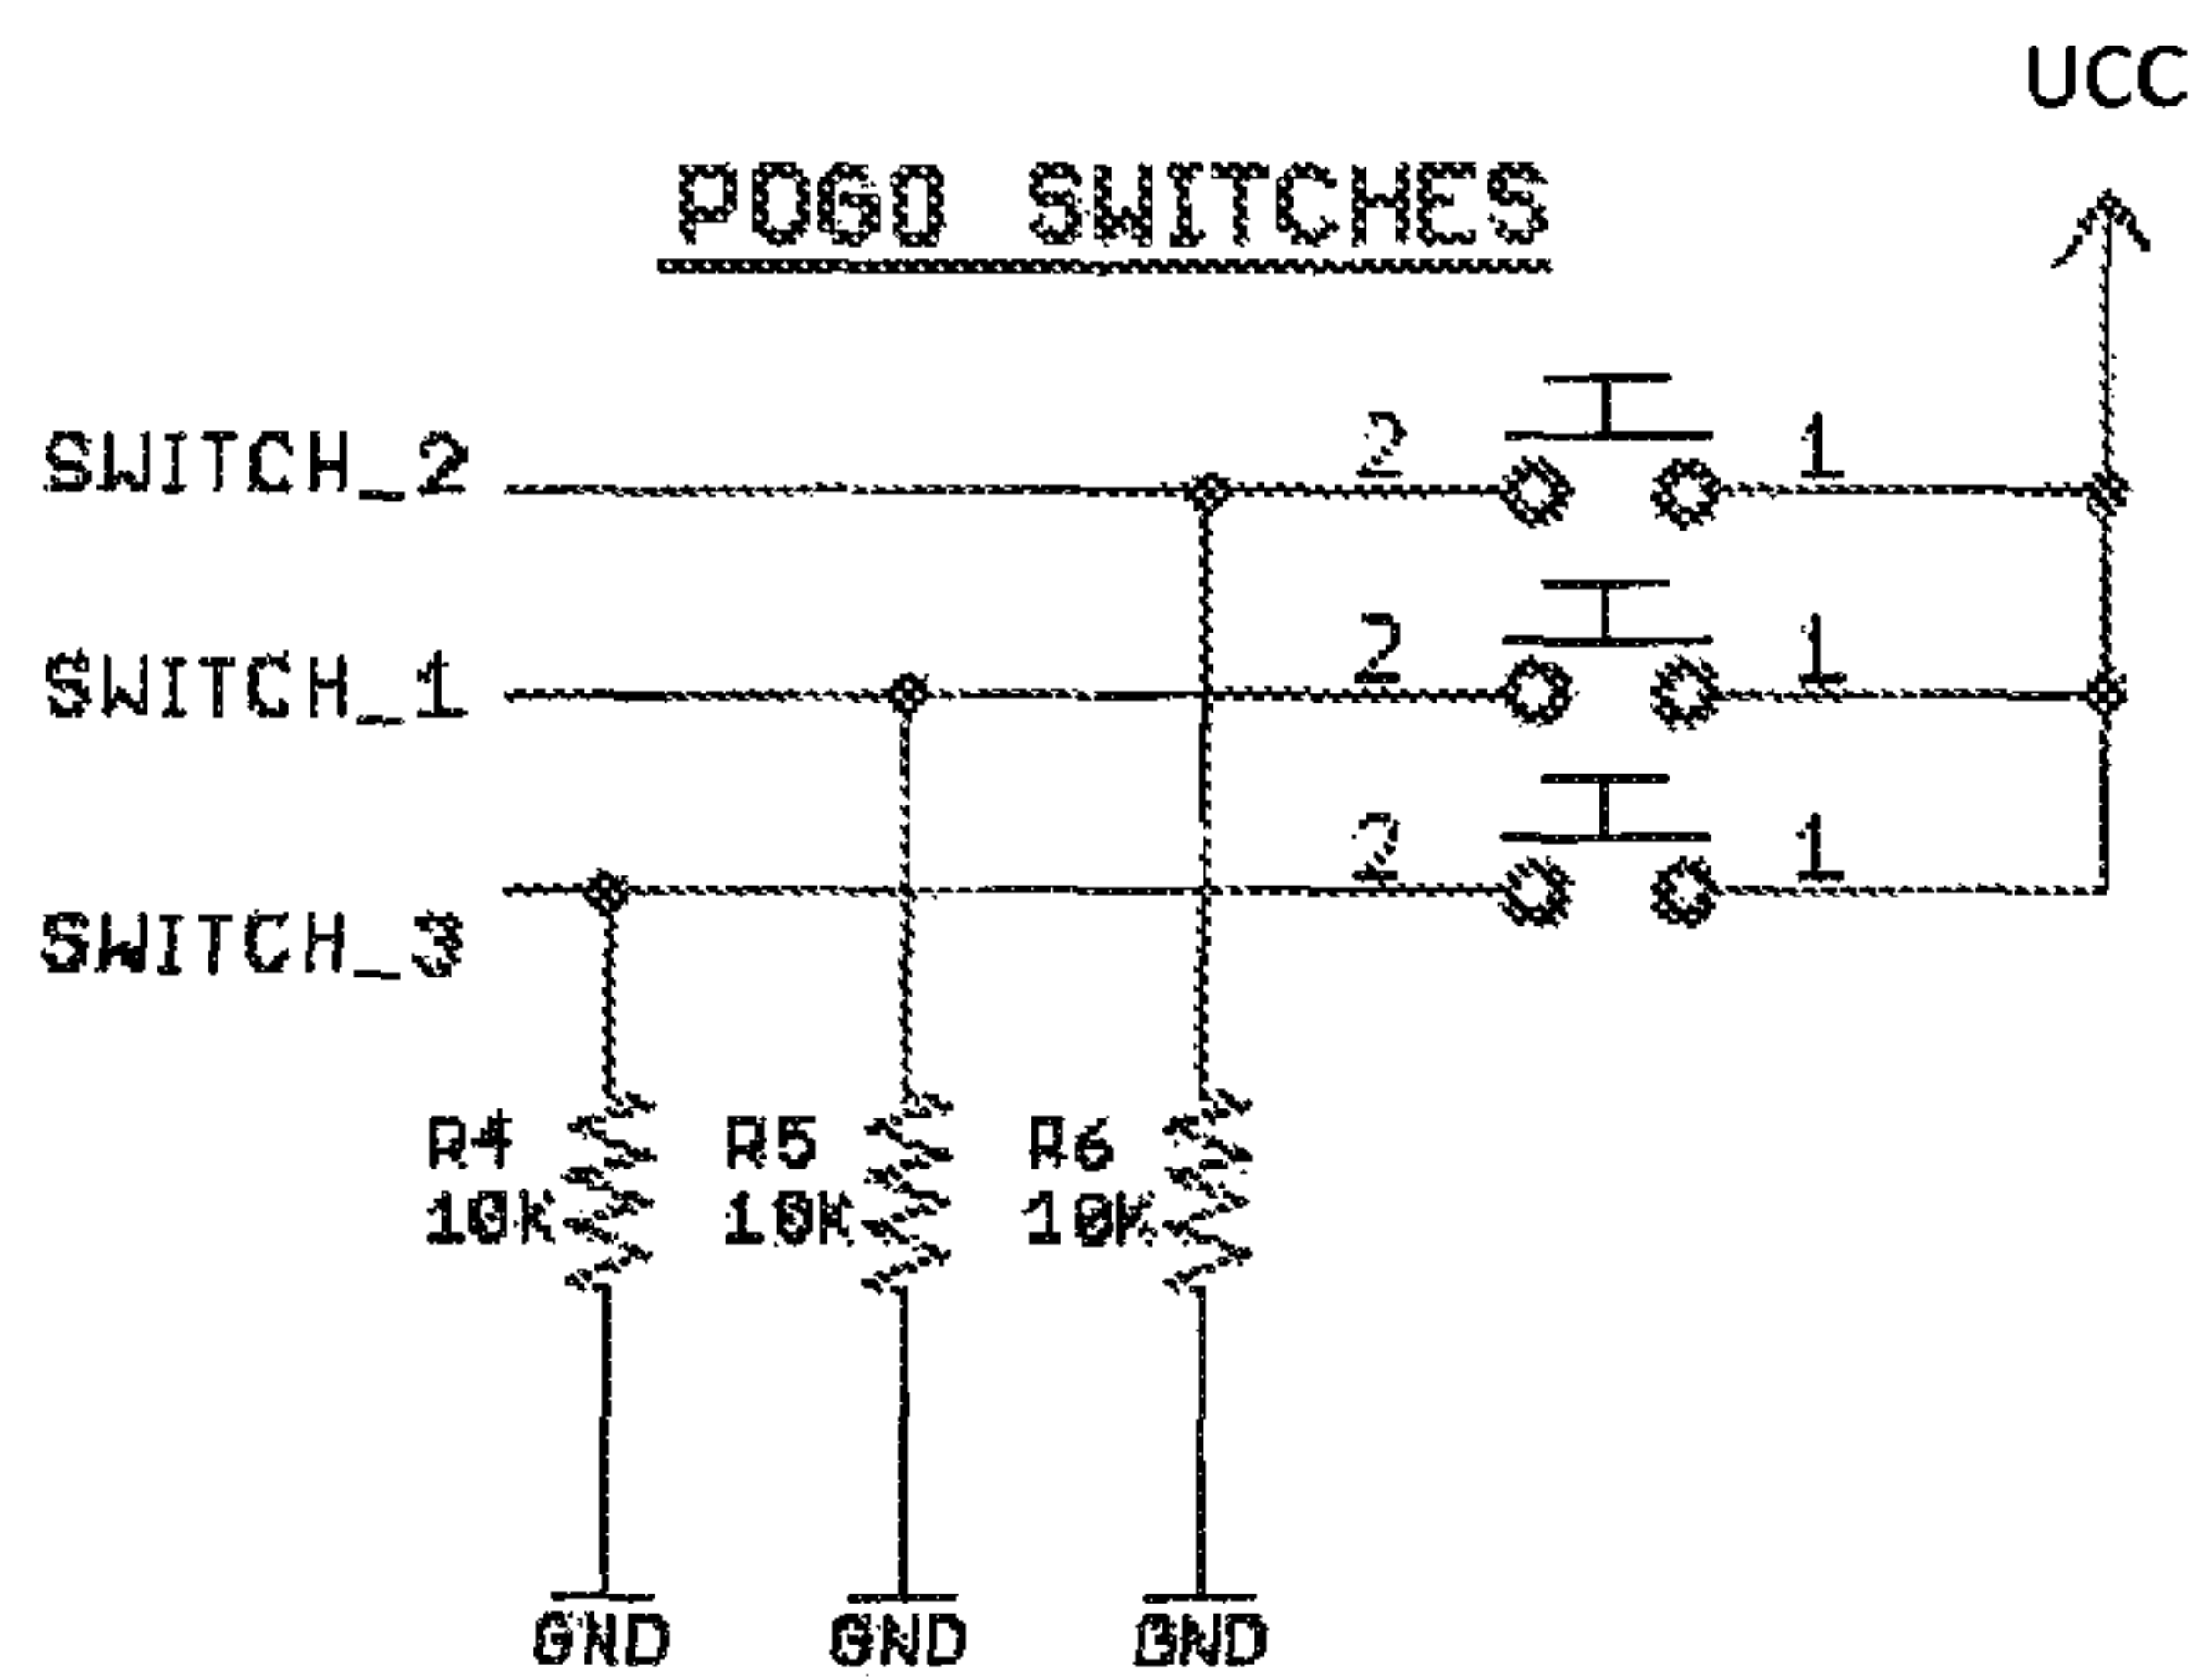 UCC
POGO SWITCHES
SWITCH_2 2 1
SWITCH_1 2 1
SWITCH_3 2 1
R4 R5 R6
10K 10K 10K
GND GND GND